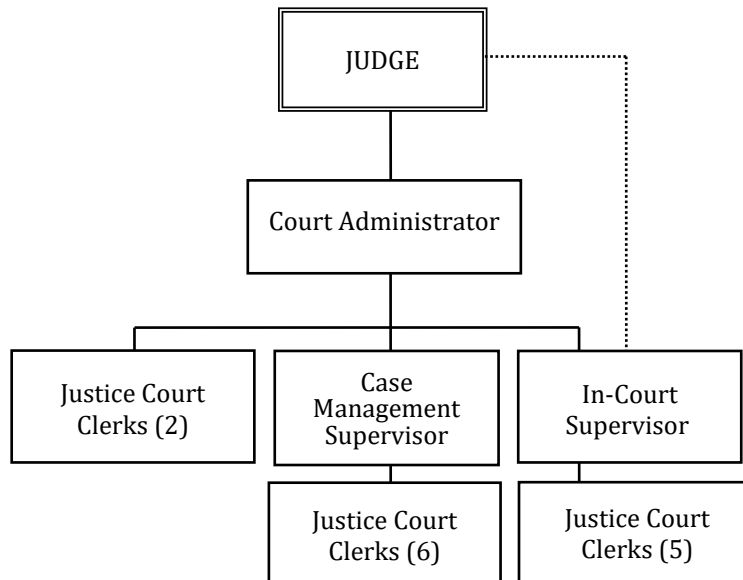 JUDGE
Court Administrator
Justice Court
Clerks (2)
Case
Management
Supervisor
In-Court
Supervisor
Justice Court
Clerks (6)
Justice Court
Clerks (5)